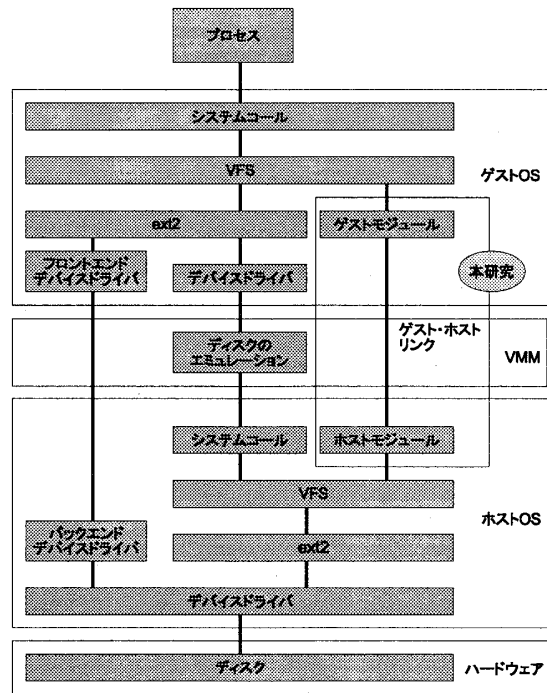 プロセス
システムコール
VFS
ゲストOS
ext2
ゲストモジュール
フロントエンド
デバイスドライバ
デバイスドライバ
本研究
ディスクの
エミュレーション
ゲスト・ホスト
リンク
VMM
システムコール
ホストモジュール
VFS
ホストOS
バックエンド
デバイスドライバ
ext2
デバイスドライバ
ディスク
ハードウェア